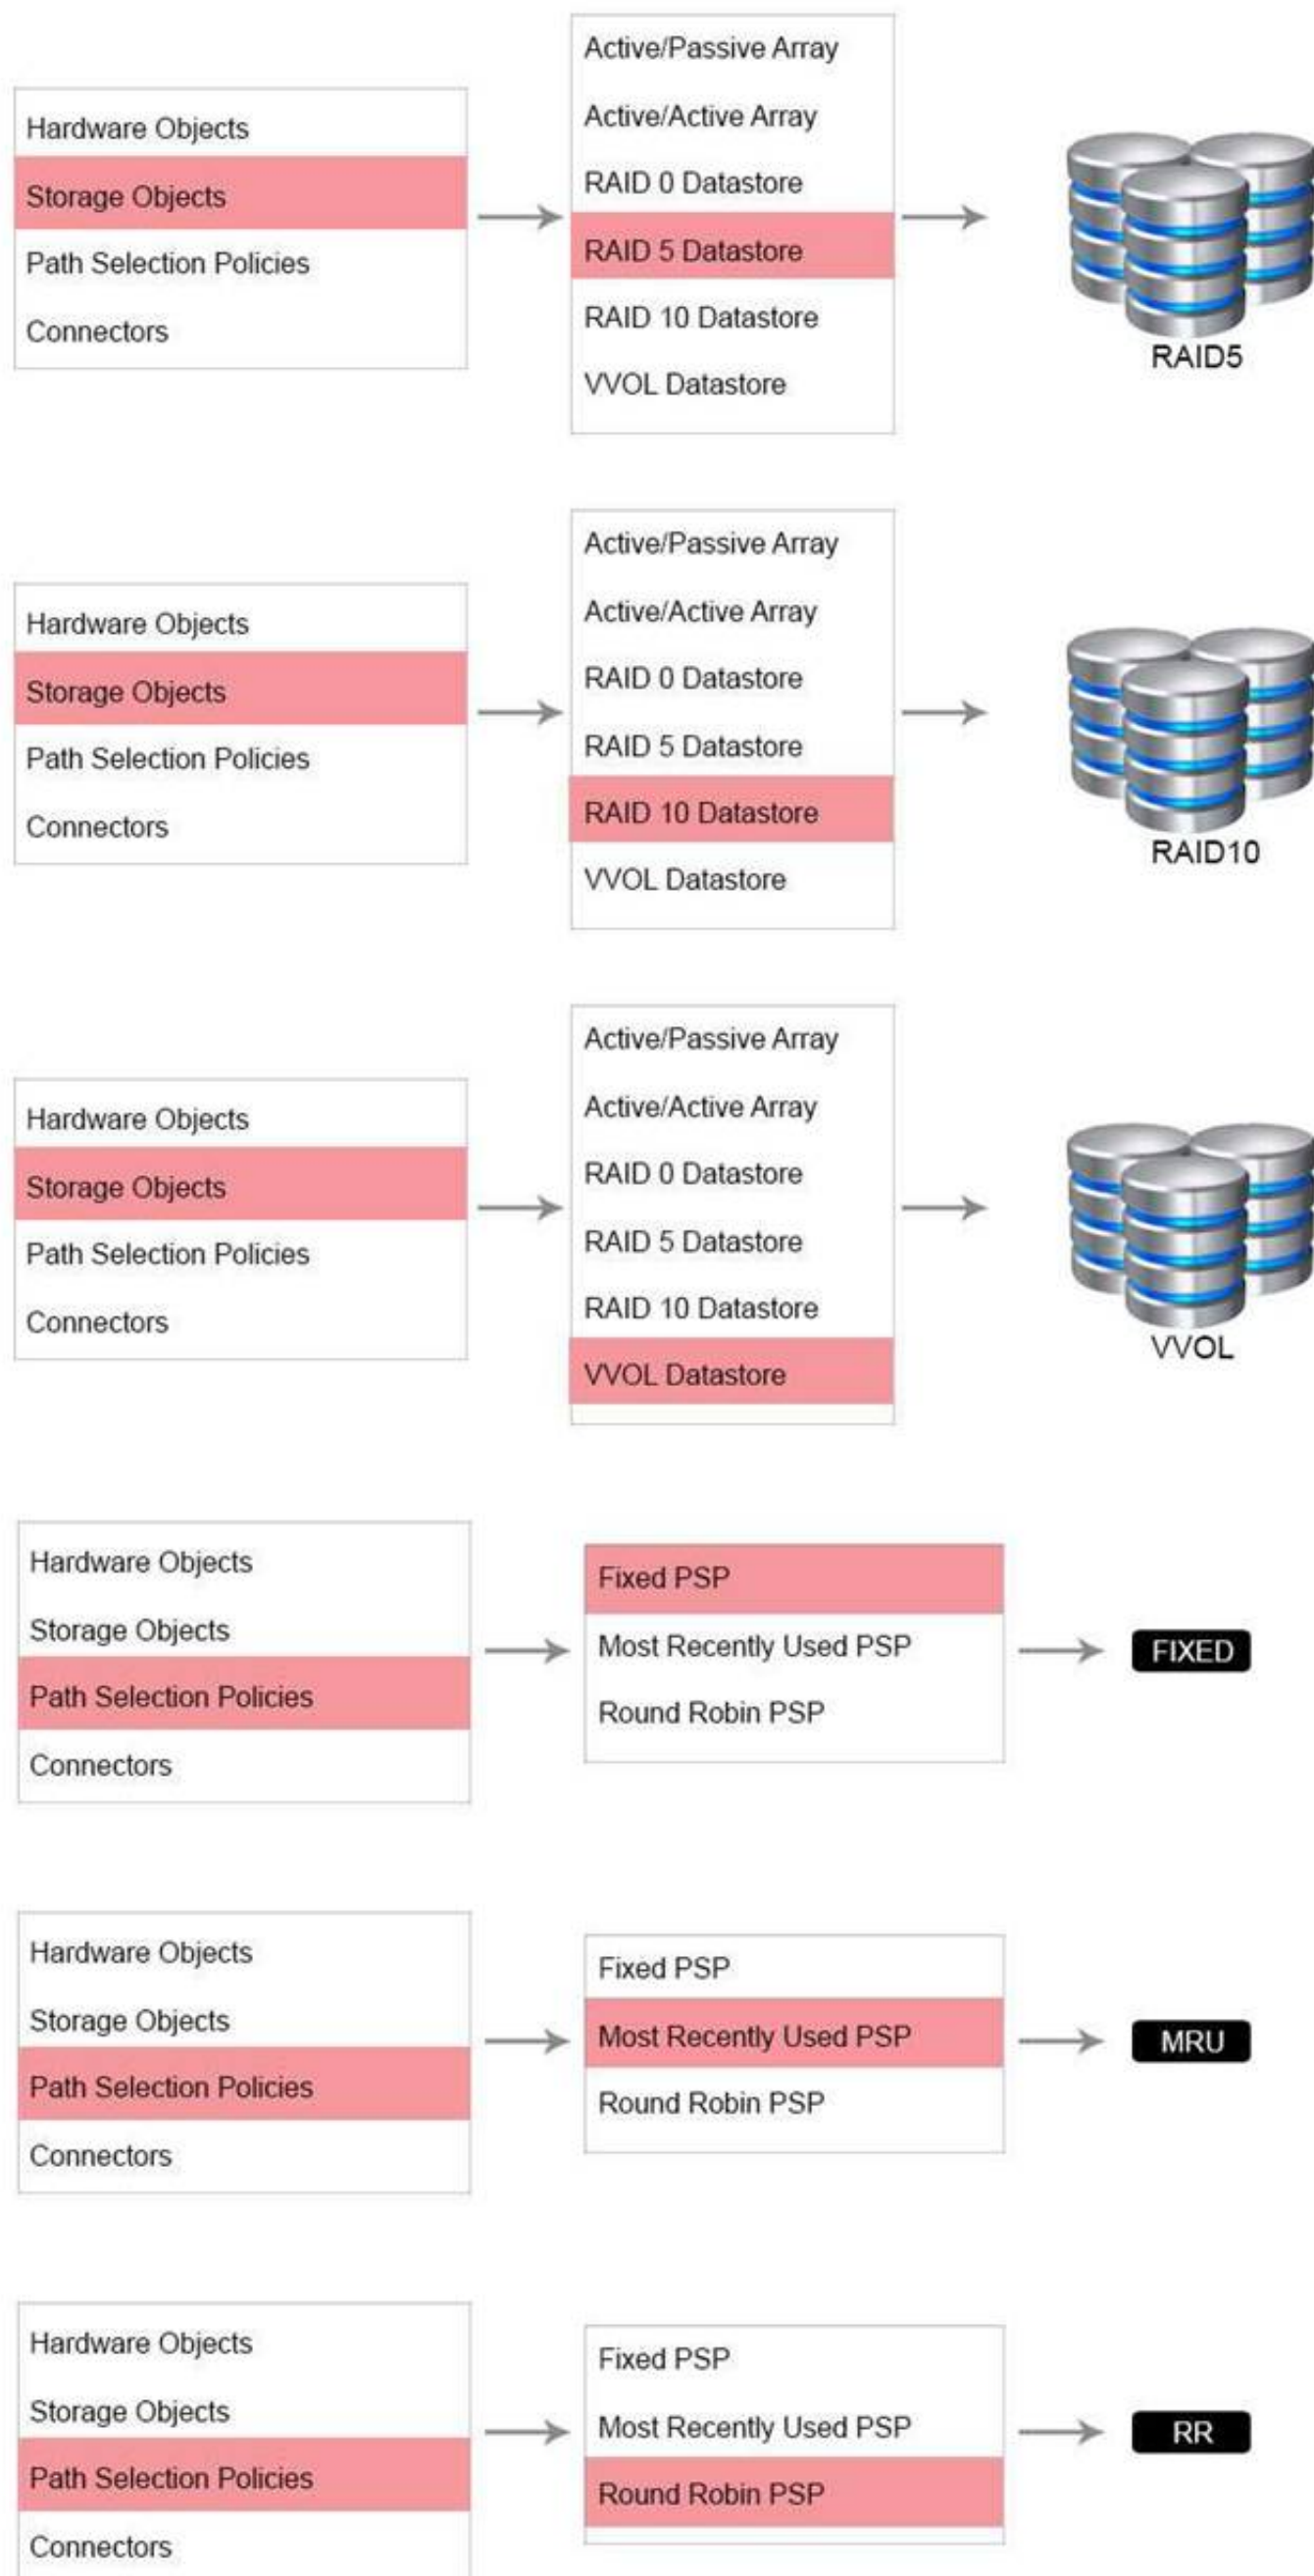 Hardware Objects
Storage Objects
Path Selection Policies
Connectors
Active/Passive Array
Active/Active Array
RAID 0 Datastore
RAID 5 Datastore
RAID 10 Datastore
VVOL Datastore
RAID5
Hardware Objects
Storage Objects
Path Selection Policies
Connectors
Active/Passive Array
Active/Active Array
RAID 0 Datastore
RAID 5 Datastore
RAID 10 Datastore
VVOL Datastore
RAID10
Hardware Objects
Storage Objects
Path Selection Policies
Connectors
Active/Passive Array
Active/Active Array
RAID 0 Datastore
RAID 5 Datastore
RAID 10 Datastore
VVOL Datastore
VVOL
Hardware Objects
Storage Objects
Path Selection Policies
Connectors
Fixed PSP
Most Recently Used PSP
Round Robin PSP
FIXED
Hardware Objects
Storage Objects
Path Selection Policies
Connectors
Fixed PSP
Most Recently Used PSP
Round Robin PSP
MRU
Hardware Objects
Storage Objects
Path Selection Policies
Connectors
Fixed PSP
Most Recently Used PSP
Round Robin PSP
RR